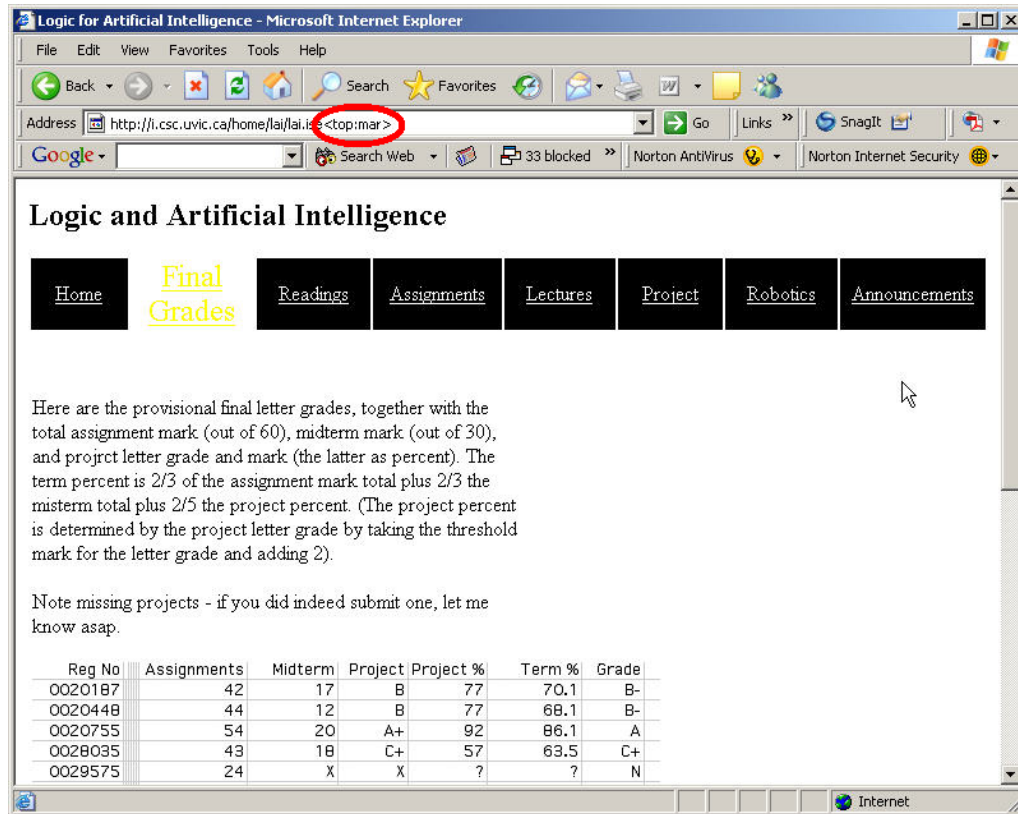 Logic for Artificial Intelligence - Microsoft Internet Explorer
File Edit View Favorites Tools Help
Back Search Favorites
Address http://i.csc.uvic.ca/home/lai/lai.ise<top:mar> Go Links » SnagIt
Google Search Web 33 blocked » Norton AntiVirus Norton Internet Security
Logic and Artificial Intelligence
Home Final Grades Readings Assignments Lectures Project Robotics Announcements
Here are the provisional final letter grades, together with the
total assignment mark (out of 60), midterm mark (out of 30),
and projrct letter grade and mark (the latter as percent). The
term percent is 2/3 of the assignment mark total plus 2/3 the
misterm total plus 2/5 the project percent. (The project percent
is determined by the project letter grade by taking the threshold
mark for the letter grade and adding 2).
Note missing projects - if you did indeed submit one, let me
know asap.
Reg No Assignments Midterm Project Project % Term % Grade
0020187 42 17 B 77 70.1 B-
0020448 44 12 B 77 68.1 B-
0020755 54 20 A+ 92 86.1 A
0028035 43 18 C+ 57 63.5 C+
0029575 24 X X ? ? N
Internet